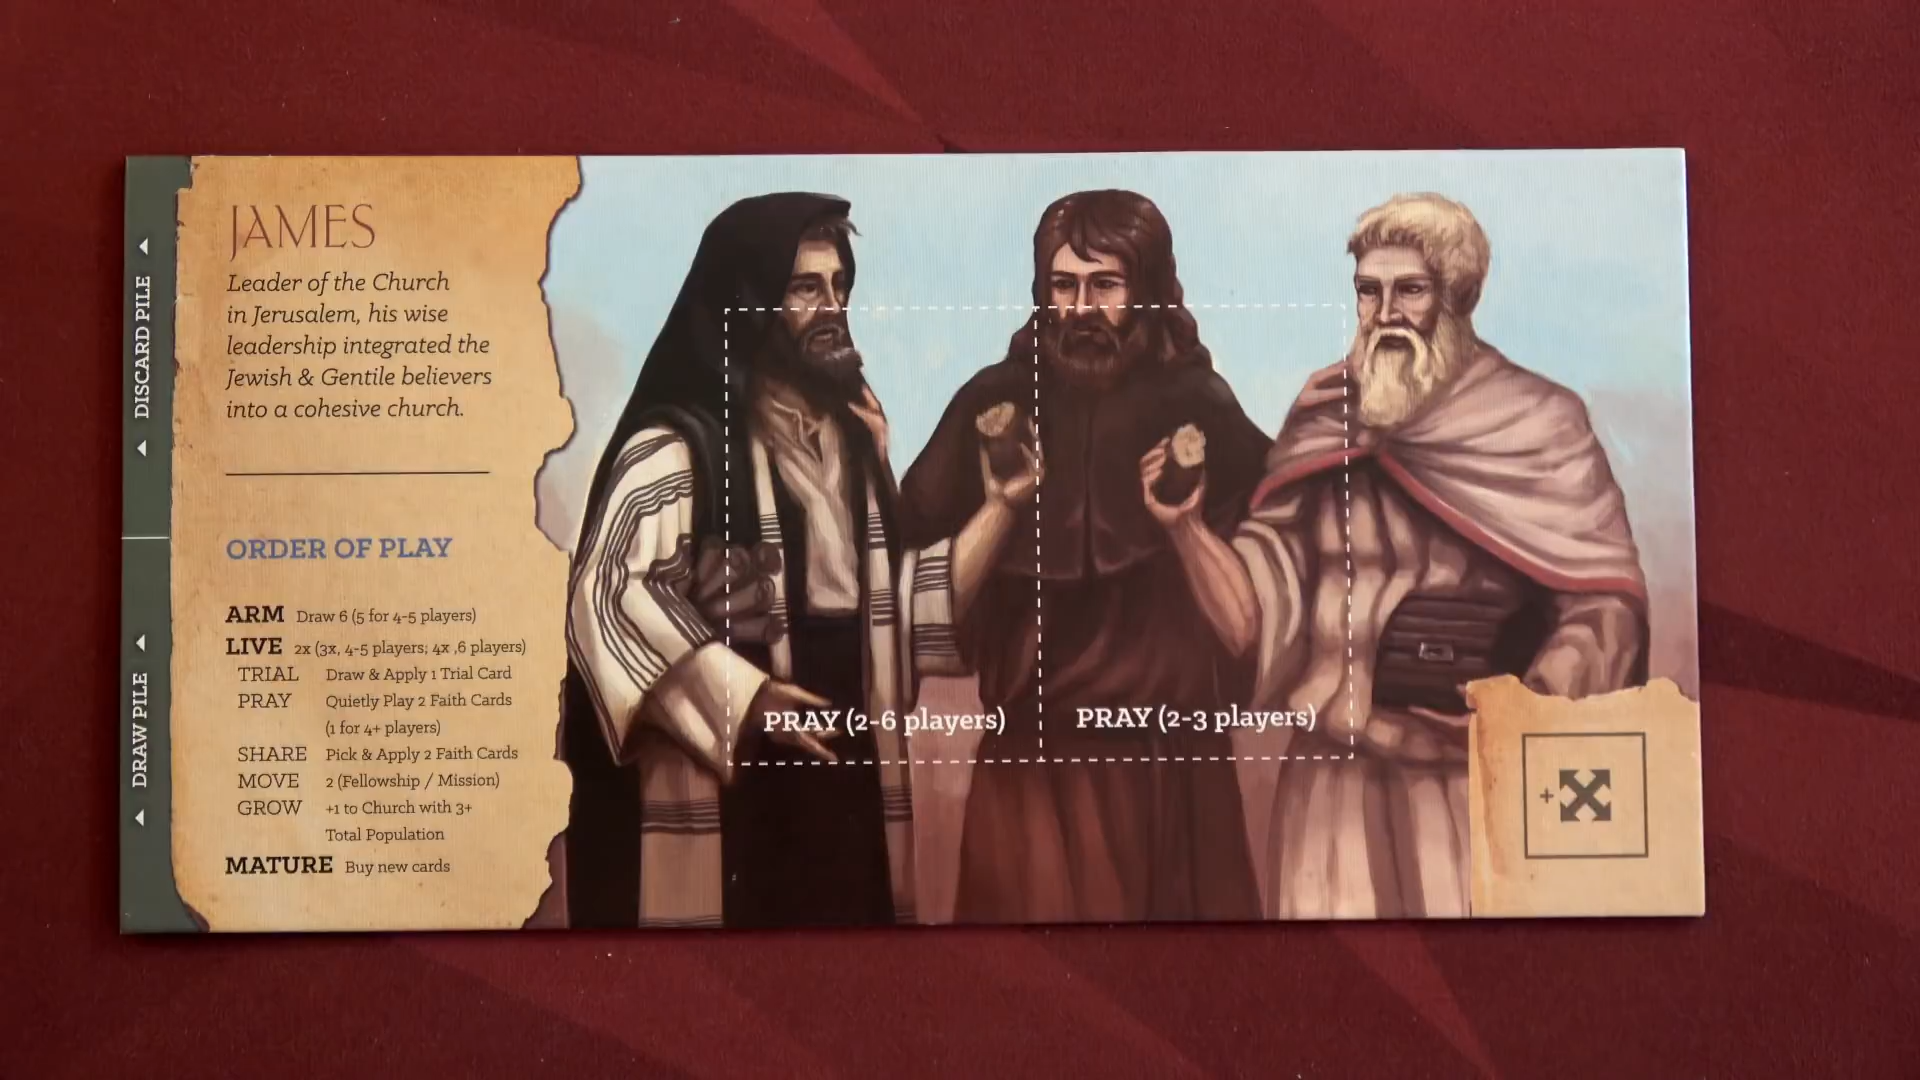 JAMES
Leader of the Church
in Jerusalem, his wise
leadership integrated the
Jewish & Gentile believers
into a cohesive church.
ORDER OF PLAY
ARM Draw 6 (5 for 4-5 players)
LIVE 2x (3x, 4-5 players; 4x ,6 players)
TRIAL Draw & Apply 1 Trial Card
PRAY Quietly Play 2 Faith Cards
(1 for 4+ players)
SHARE Pick & Apply 2 Faith Cards
MOVE 2 (Fellowship / Mission)
GROW +1 to Church with 3+
Total Population
MATURE Buy new cards
DISCARD PILE
DRAW PILE
PRAY (2-6 players)
PRAY (2-3 players)
+